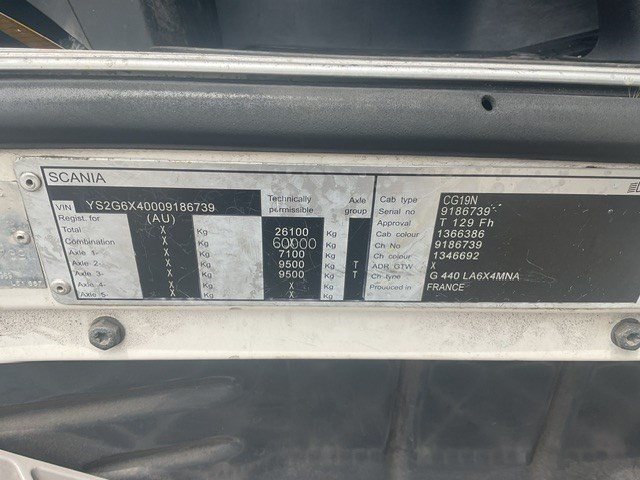 SCANIA
VIN YS2G6X40009186739
Regist. for (AU) Technically permissible Axle group
Total X Kg 26100 Kg
Combination X Kg 60000 Kg
Axle 1- X Kg 7100 Kg
Axle 2- X Kg 9500 Kg T
Axle 3- X Kg 9500 Kg T
Axle 4- X Kg X Kg
Axle 5- X Kg X Kg
Cab type CG19N
Serial no 9186739
Approval T 129 Fh
Cab colour 1366386
Ch No 9186739
Ch colour 1346692
ADR GTW X
Ch type G 440 LA6X4MNA
Produced in FRANCE